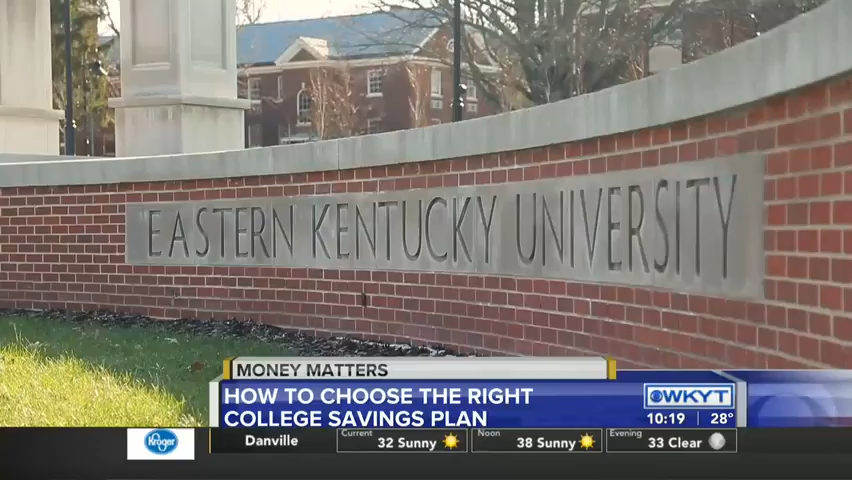 EASTERN KENTUCKY UNIVERSITY
MONEY MATTERS
HOW TO CHOOSE THE RIGHT
COLLEGE SAVINGS PLAN
WKYT
10:19 28°
Kroger
Danville
Current 32 Sunny
Noon 38 Sunny
Evening 33 Clear